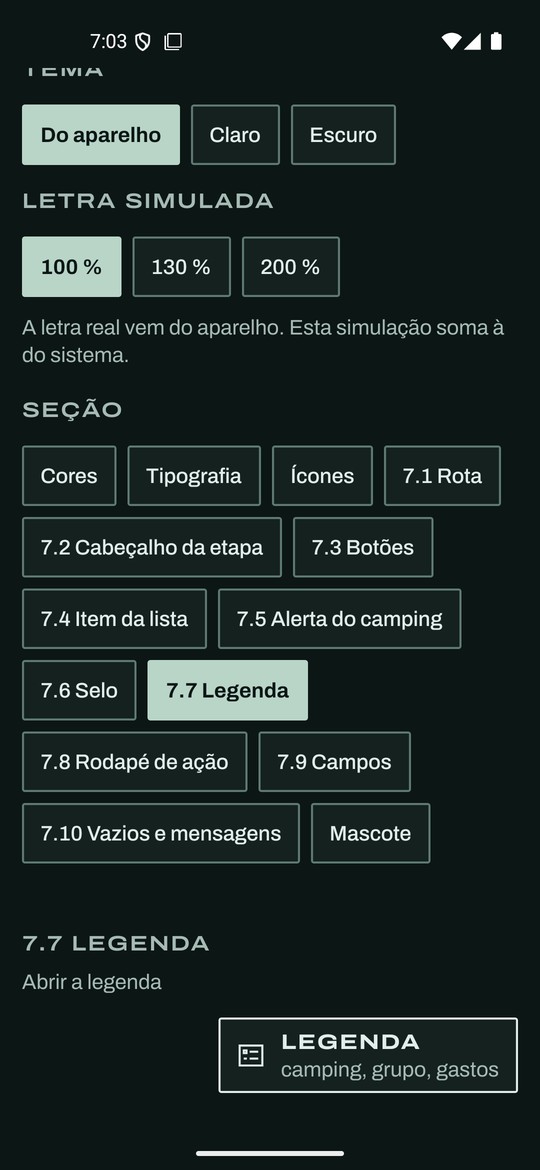 7:03
TEMA
Do aparelho Claro Escuro
LETRA SIMULADA
100 % 130 % 200 %
A letra real vem do aparelho. Esta simulação soma à
do sistema.
SEÇÃO
Cores Tipografia Ícones 7.1 Rota
7.2 Cabeçalho da etapa 7.3 Botões
7.4 Item da lista 7.5 Alerta do camping
7.6 Selo 7.7 Legenda
7.8 Rodapé de ação 7.9 Campos
7.10 Vazios e mensagens Mascote
7.7 LEGENDA
Abrir a legenda
LEGENDA
camping, grupo, gastos